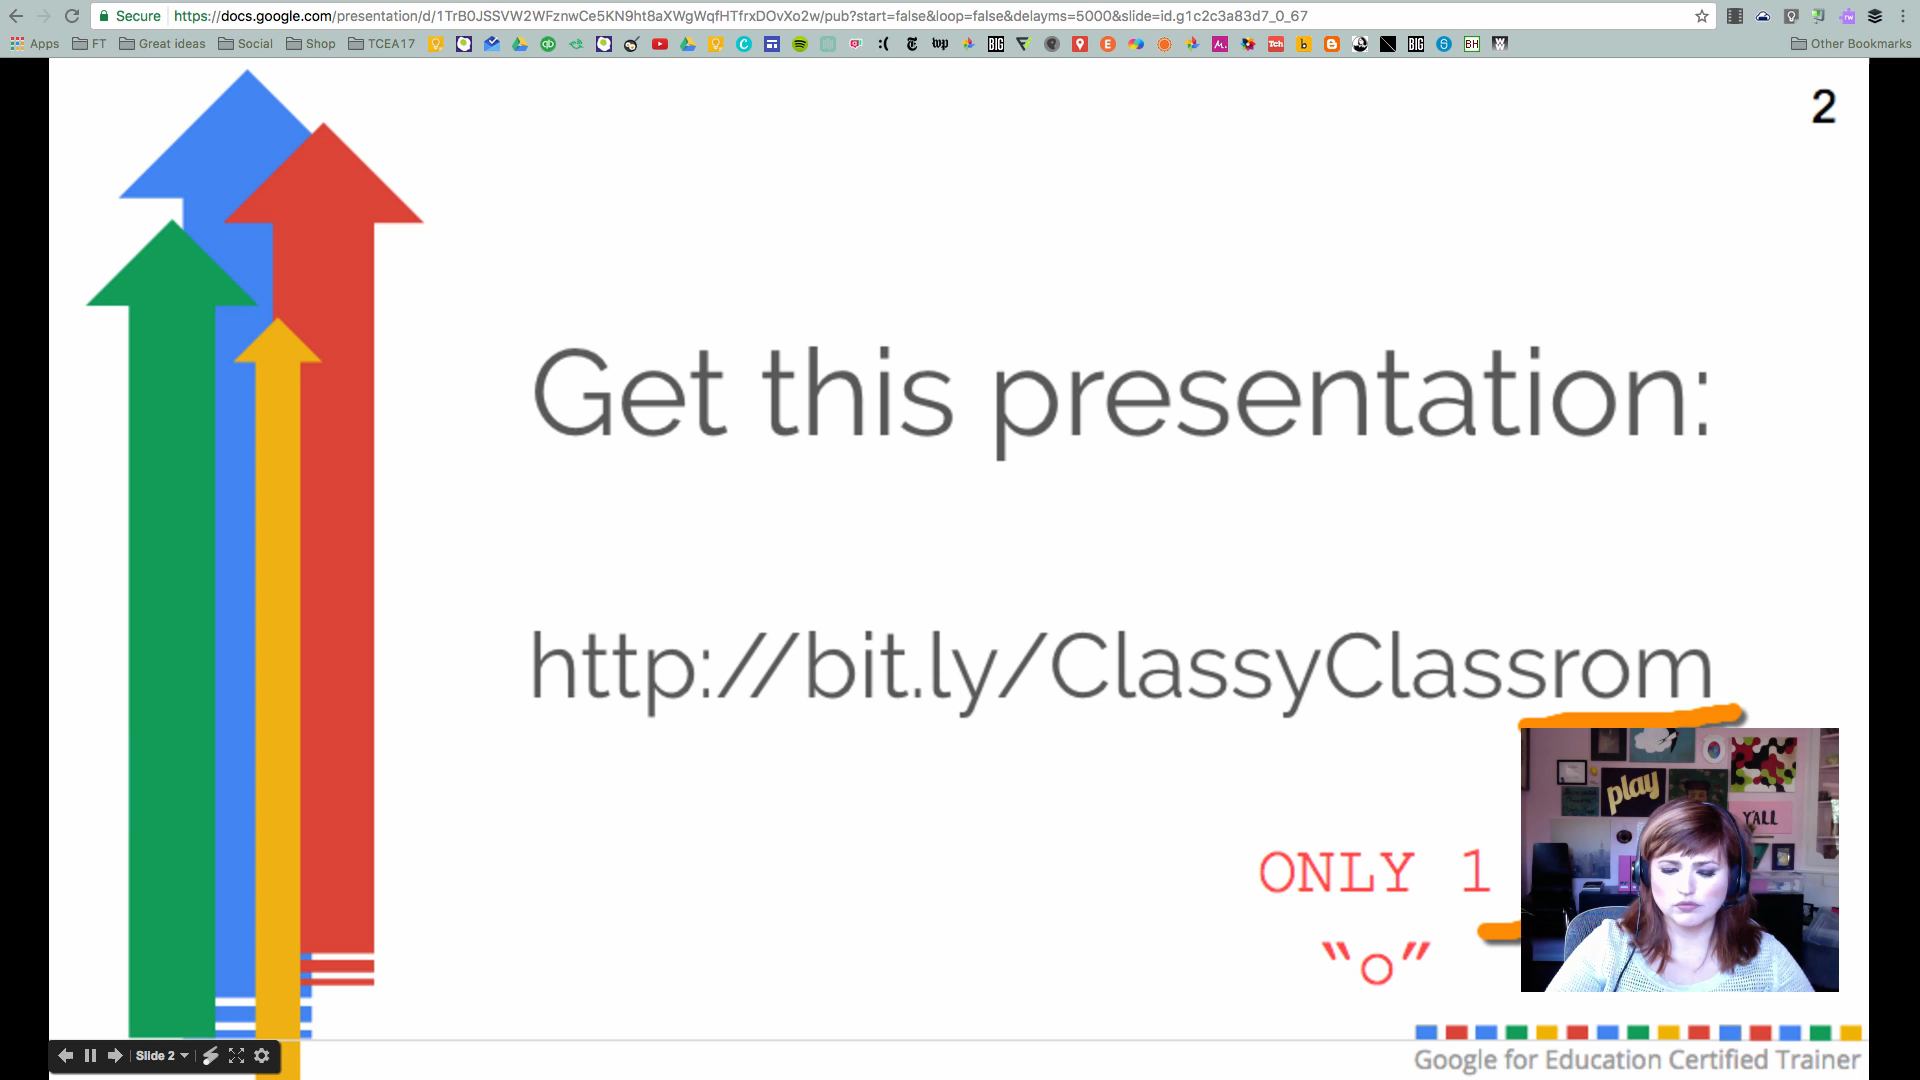 Secure https://docs.google.com/presentation/d/1TrB0JSSVW2WFznwCe5KN9ht8aXWgWqfHTfrxDOvXo2w/pub?start=false&loop=false&delayms=5000&slide=id.g1c2c3a83d7_0_67
Apps FT Great ideas Social Shop TCEA17 Other Bookmarks
2
Get this presentation:
http://bit.ly/ClassyClassrom
play
Y'ALL
ONLY 1
“o”
Slide 2
Google for Education Certified Trainer